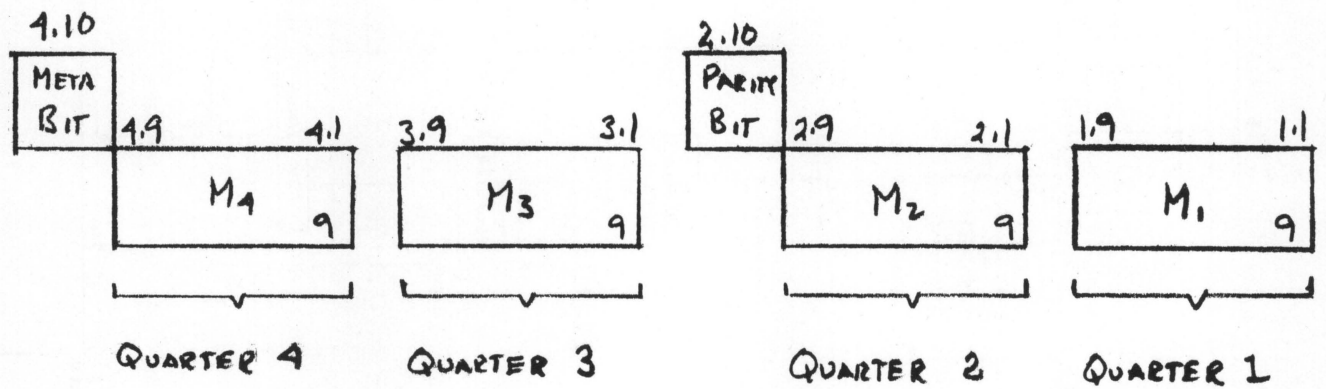 4.10 2.10
META PARITY
BIT 4.9 4.1 3.9 3.1 BIT 2.9 2.1 1.9 1.1
M4 M3 M2 M1
9 9 9 9
QUARTER 4 QUARTER 3 QUARTER 2 QUARTER 1